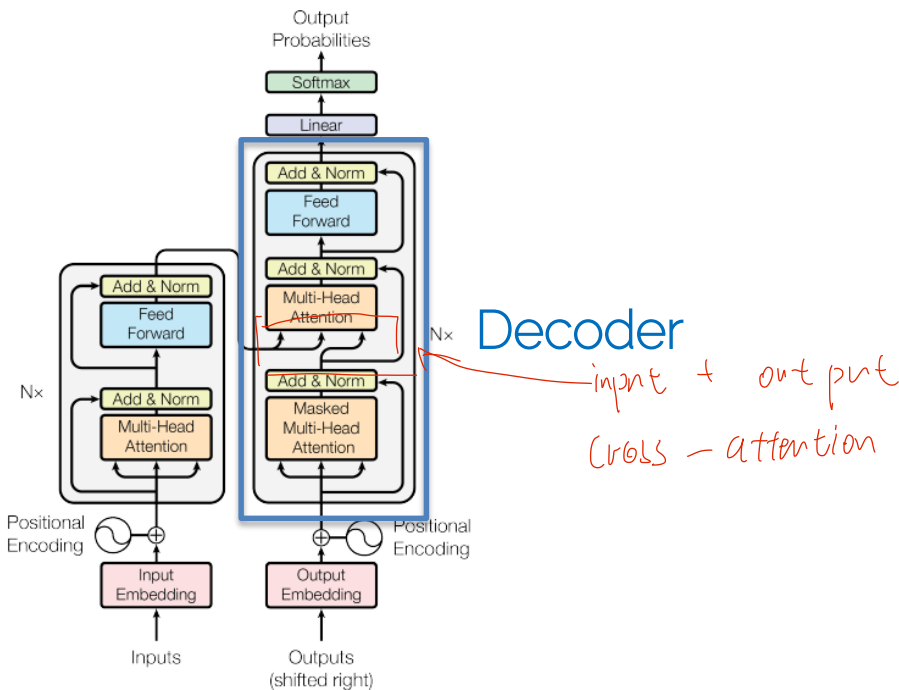 Output
Probabilities
Softmax
Linear
Add & Norm
Feed
Forward
Add & Norm
Multi-Head
Attention
Add & Norm
Masked
Multi-Head
Attention
N×
Decoder
input + output
cross - attention
Add & Norm
Feed
Forward
Add & Norm
Multi-Head
Attention
N×
Positional
Encoding
Positional
Encoding
Input
Embedding
Output
Embedding
Inputs
Outputs
(shifted right)